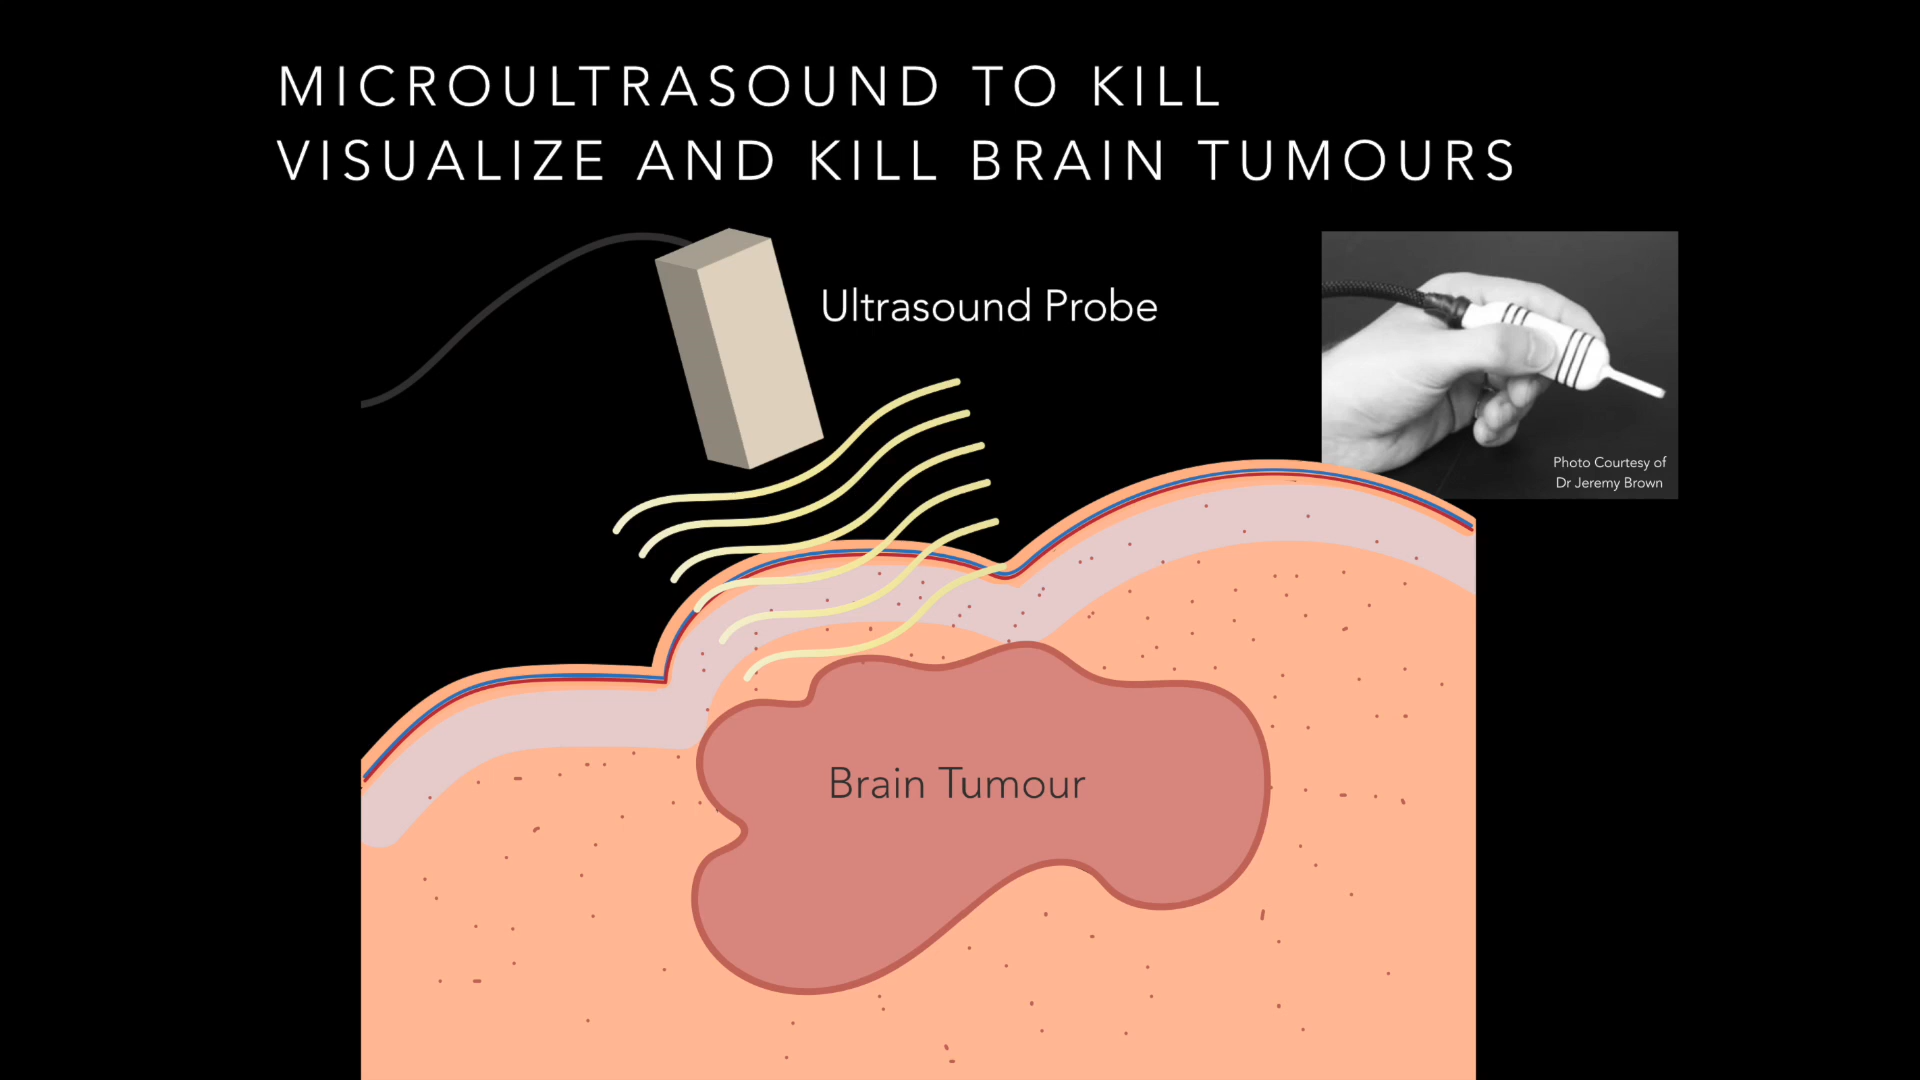 MICROULTRASOUND TO KILL
VISUALIZE AND KILL BRAIN TUMOURS
Ultrasound Probe
Photo Courtesy of
Dr Jeremy Brown
Brain Tumour